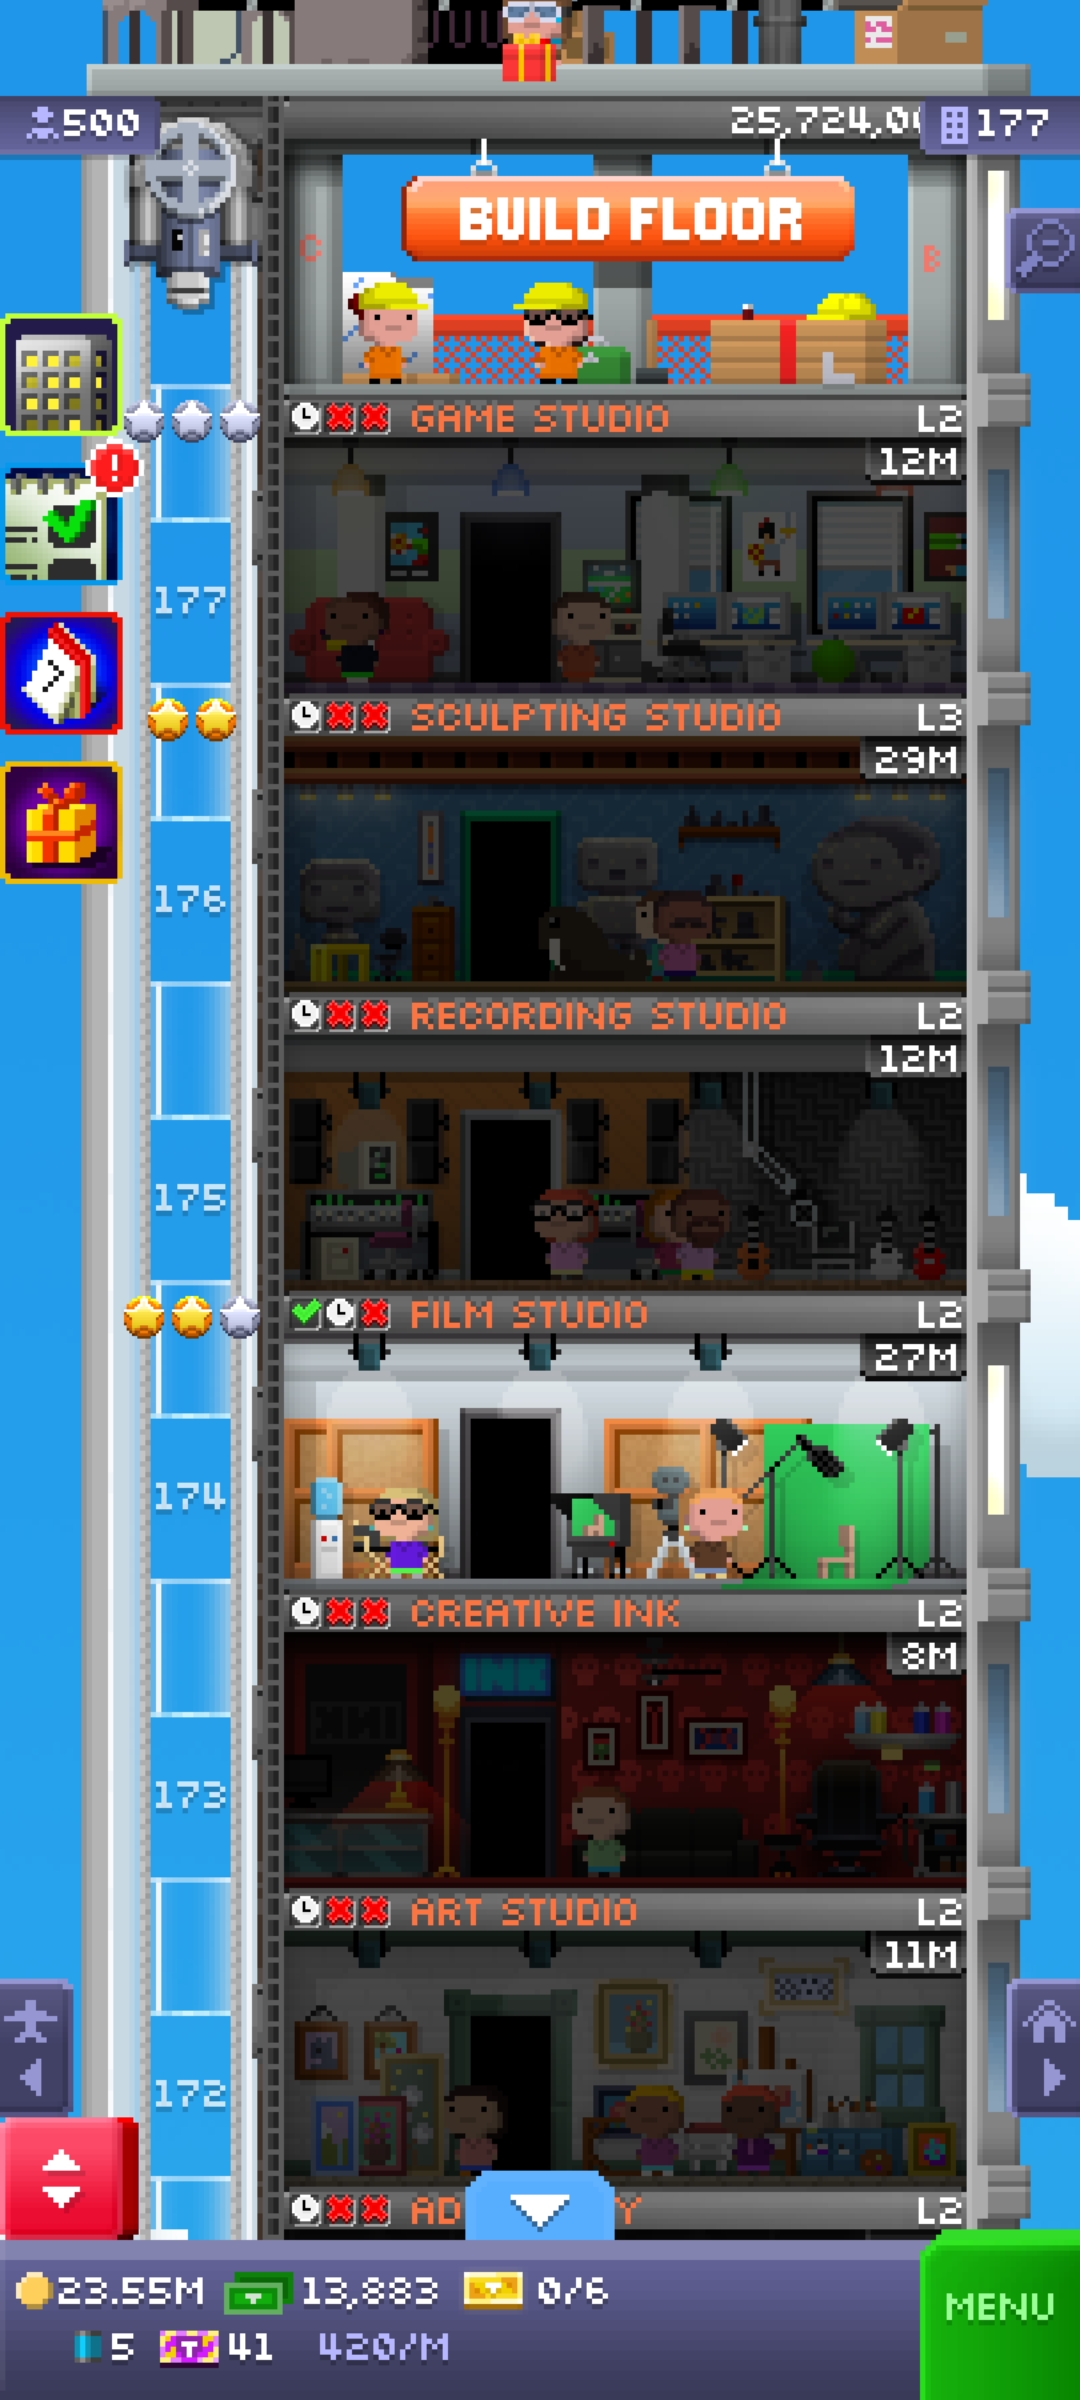 500
25,724,0
177
BUILD FLOOR
C
B
GAME STUDIO L2
12M
177
SCULPTING STUDIO L3
29M
176
RECORDING STUDIO L2
12M
175
FILM STUDIO L2
27M
174
CREATIVE INK L2
8M
INK
173
ART STUDIO L2
11M
172
AD Y L2
23.55M 13,883 0/6
5 41 420/M
MENU